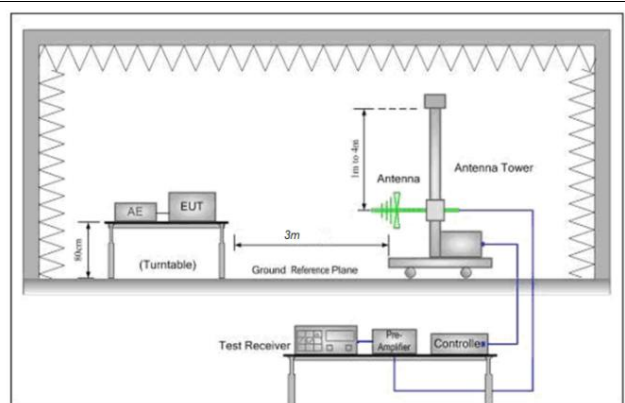 1m to 4m
Antenna
Antenna Tower
AE
EUT
3m
80cm
(Turntable)
Ground Reference Plane
Test Receiver
Pre-
Amplifier
Controller